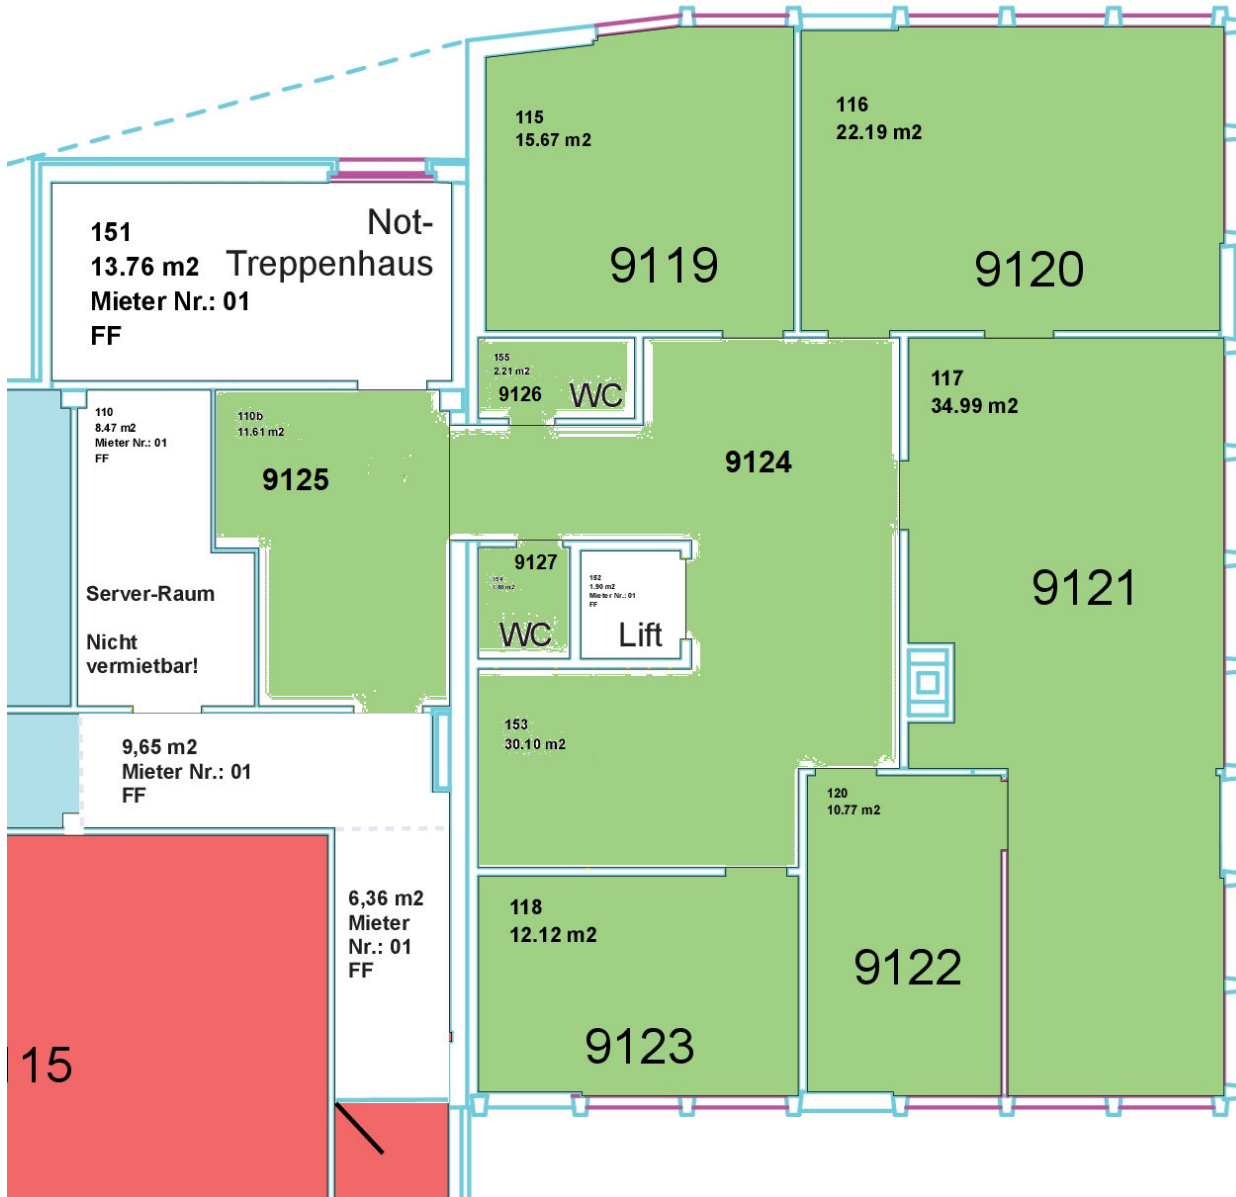 115
15.67 m2
9119
116
22.19 m2
9120
151
13.76 m2
Mieter Nr.: 01
FF
Not-
Treppenhaus
155
2.21 m2
9126
WC
117
34.99 m2
9121
110
8.47 m2
Mieter Nr.: 01
FF
Server-Raum
Nicht
vermietbar!
110b
11.61 m2
9125
9124
9127
WC
152
1.90 m2
Mieter Nr.: 01
FF
Lift
153
30.10 m2
9,65 m2
Mieter Nr.: 01
FF
120
10.77 m2
9122
6,36 m2
Mieter
Nr.: 01
FF
118
12.12 m2
9123
15